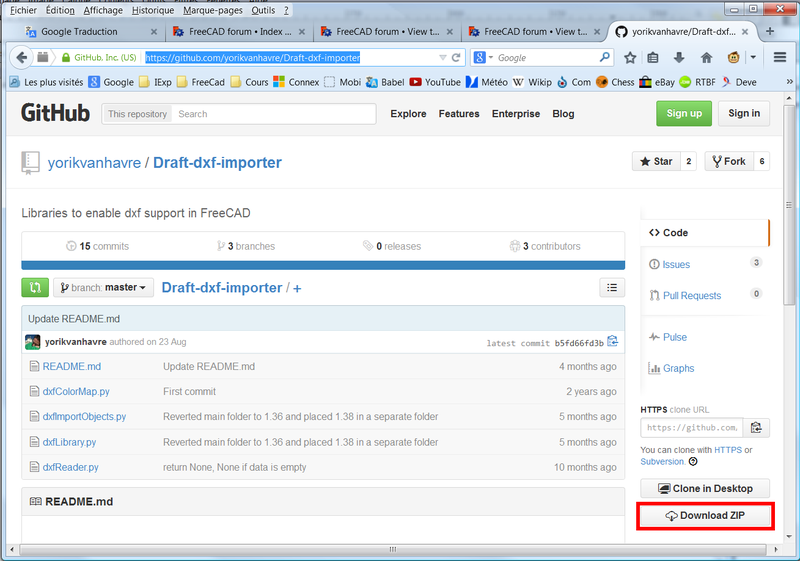 Fichier Édition Affichage Historique Marque-pages Outils ?
Google Traduction
FreeCAD forum • Index ...
FreeCAD forum • View t...
FreeCAD forum • View t...
yorikvanhavre/Draft-dxf...
GitHub, Inc. (US)
https://github.com/yorikvanhavre/Draft-dxf-importer
Google
Les plus visités Google IExp FreeCad Cours Connex Mobi Babel YouTube Météo Wikip Com Chess eBay RTBF Deve
GitHub This repository Search Explore Features Enterprise Blog Sign up Sign in
yorikvanhavre / Draft-dxf-importer
Star 2 Fork 6
Libraries to enable dxf support in FreeCAD
15 commits 3 branches 0 releases 3 contributors
branch: master Draft-dxf-importer / +
Update README.md
yorikvanhavre authored on 23 Aug latest commit b5fd66fd3b
README.md Update README.md 4 months ago
dxfColorMap.py First commit 2 years ago
dxfImportObjects.py Reverted main folder to 1.36 and placed 1.38 in a separate folder 5 months ago
dxfLibrary.py Reverted main folder to 1.36 and placed 1.38 in a separate folder 5 months ago
dxfReader.py return None, None if data is empty 10 months ago
README.md
Code
Issues 3
Pull Requests 0
Pulse
Graphs
HTTPS clone URL
https://github.com.
You can clone with HTTPS or
Subversion.
Clone in Desktop
Download ZIP